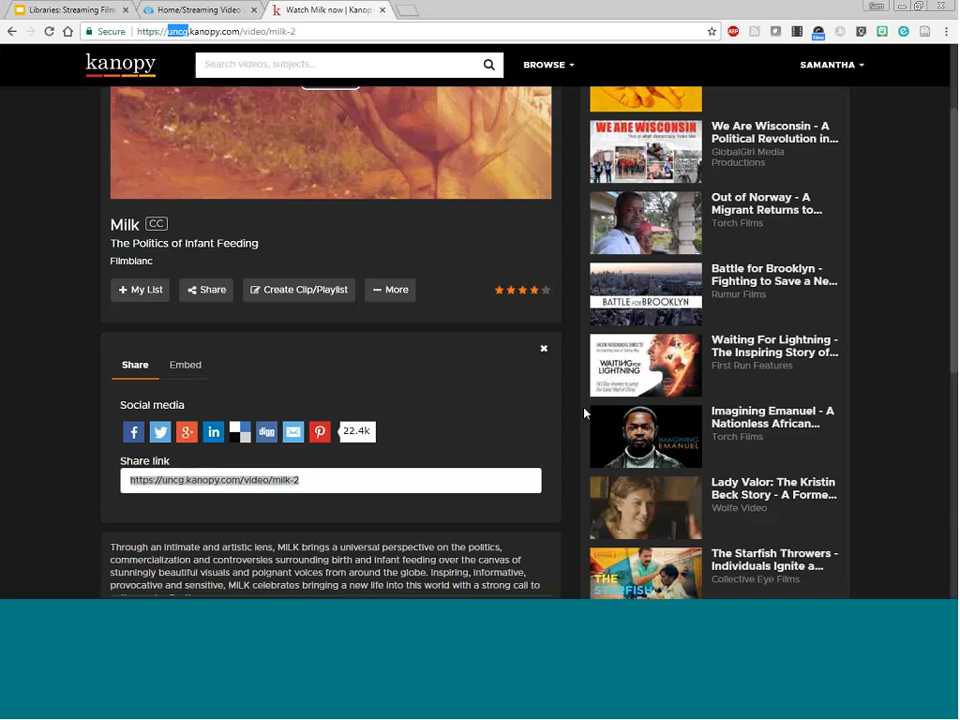 Libraries: Streaming Film
Home/Streaming Video
Watch Milk now | Kanop
Sam
Secure
https://uncg.kanopy.com/video/milk-2
ABP
New
kanopy
Search videos, subjects...
BROWSE
SAMANTHA
WE ARE WISCONSIN
We Are Wisconsin - A
Political Revolution in...
GlobalGirl Media
Productions
Out of Norway - A
Migrant Returns to...
Torch Films
BATTLE for BROOKLYN
Battle for Brooklyn -
Fighting to Save a Ne...
Rumur Films
WAITING
FOR
LIGHTNING
Waiting For Lightning -
The Inspiring Story of...
First Run Features
IMAGINING
EMANUEL
Imagining Emanuel - A
Nationless African...
Torch Films
Lady Valor: The Kristin
Beck Story - A Forme...
Wolfe Video
THE
STARFISH
The Starfish Throwers -
Individuals Ignite a...
Collective Eye Films
Milk CC
The Politics of Infant Feeding
Filmblanc
+ My List
Share
Create Clip/Playlist
More
Share
Embed
Social media
digg
22.4k
Share link
https://uncg.kanopy.com/video/milk-2
Through an intimate and artistic lens, MILK brings a universal perspective on the politics,
commercialization and controversies surrounding birth and infant feeding over the canvas of
stunningly beautiful visuals and poignant voices from around the globe. Inspiring, informative,
provocative and sensitive, MILK celebrates bringing a new life into this world with a strong call to